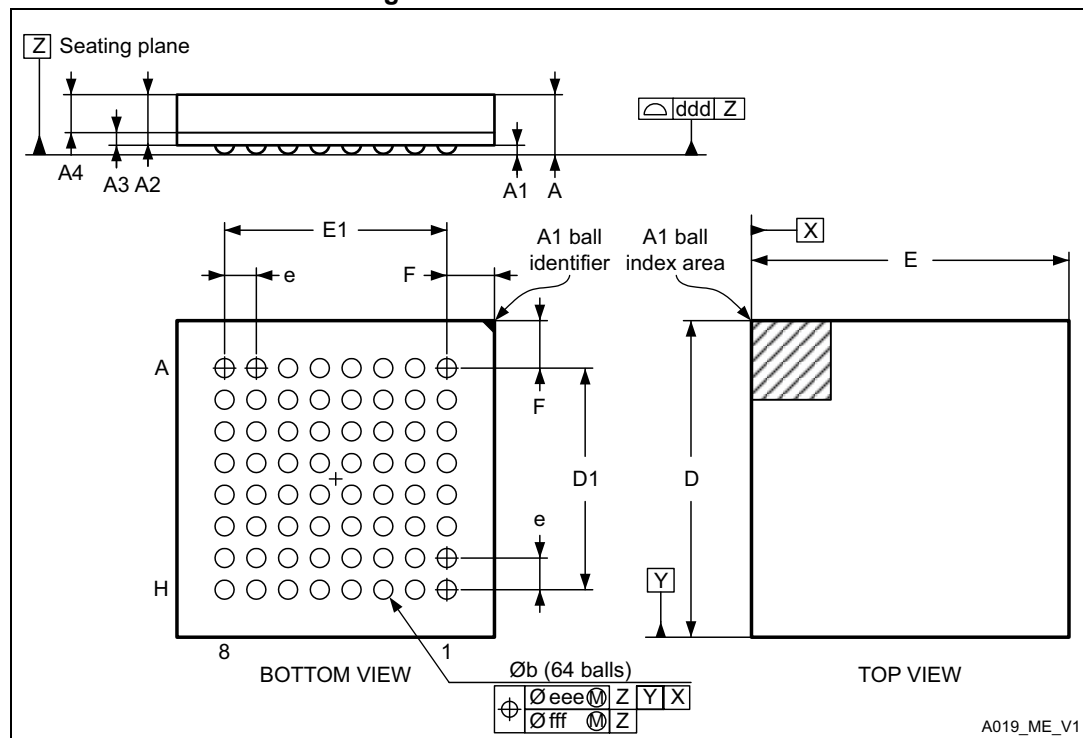 Z Seating plane
ddd Z
A4
A3 A2
A1
A
E1
e
F
A1 ball
identifier
A1 ball
index area
X
E
A
F
D1
D
e
H
Y
8
1
BOTTOM VIEW
Øb (64 balls)
TOP VIEW
Ø eee Ⓜ Z Y X
Ø fff Ⓜ Z
A019_ME_V1